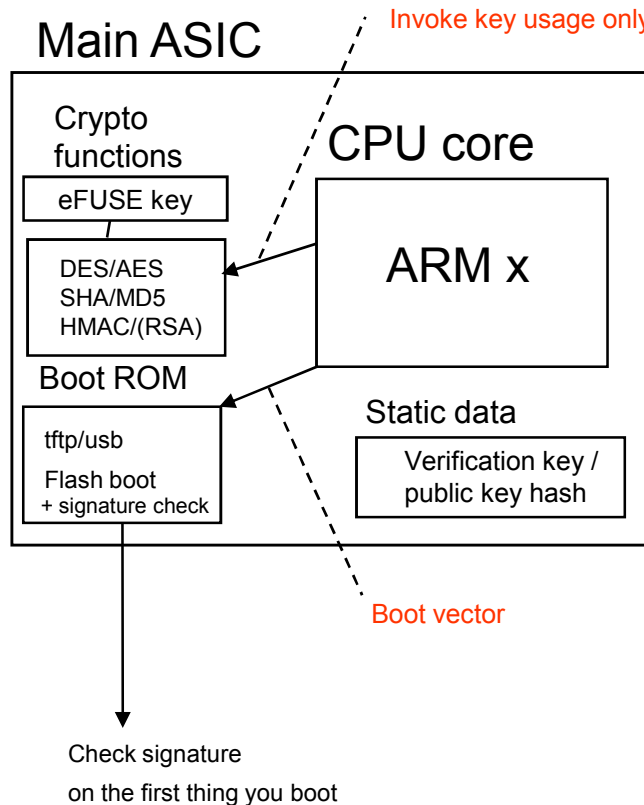 Invoke key usage only
Main ASIC
Crypto
functions
CPU core
eFUSE key
DES/AES
SHA/MD5
HMAC/(RSA)
ARM x
Boot ROM
tftp/usb
Flash boot
+ signature check
Static data
Verification key /
public key hash
Boot vector
Check signature
on the first thing you boot